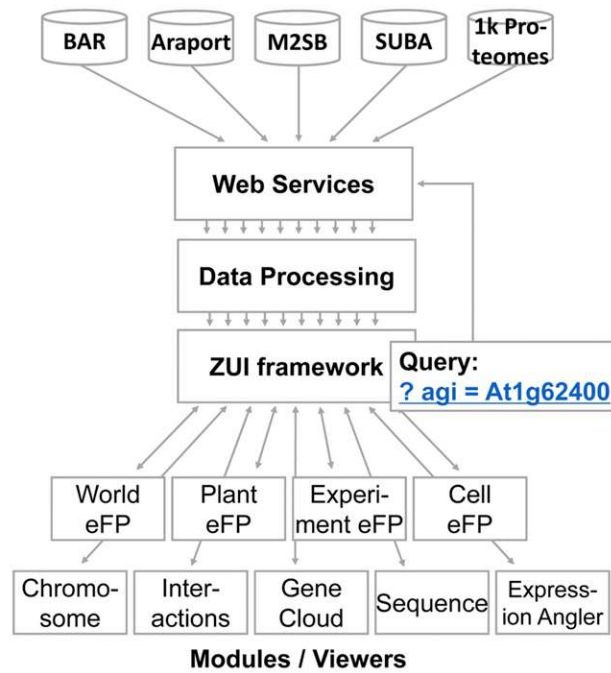 BAR
Araport
M2SB
SUBA
1k Pro-
teomes
Web Services
Data Processing
ZUI framework
Query:
? agi = At1g62400
World
eFP
Plant
eFP
Experi-
ment eFP
Cell
eFP
Chromo-
some
Inter-
actions
Gene
Cloud
Sequence
Express-
ion Angler
Modules / Viewers